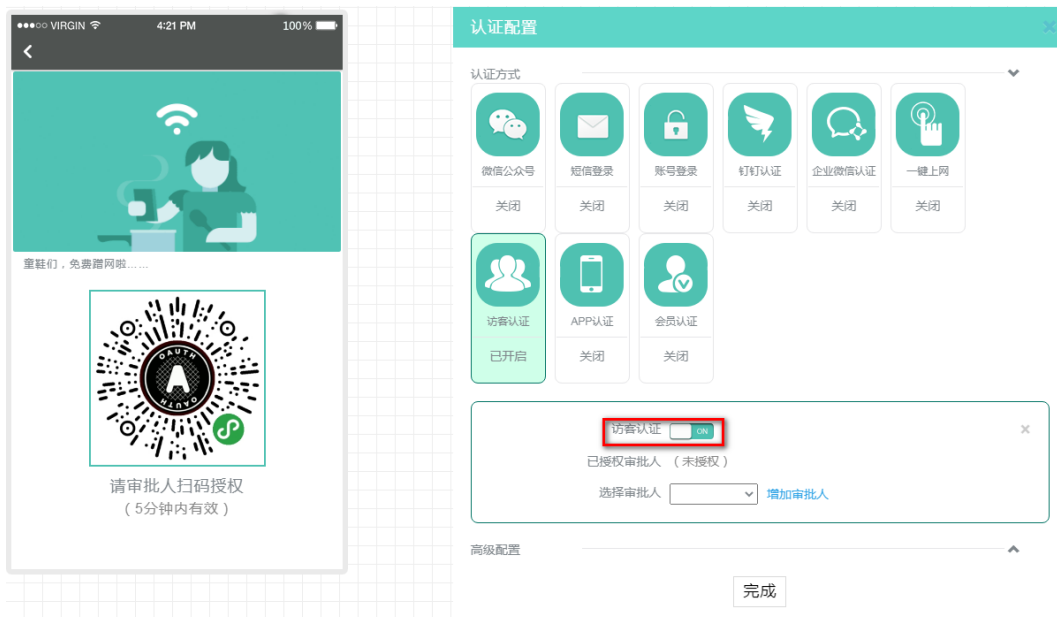 ●●●○○ VIRGIN 4:21 PM 100%
童鞋们，免费蹭网啦……
OAUTH
A
OAUTH
请审批人扫码授权
（5分钟内有效）
认证配置
认证方式
微信公众号 短信登录 账号登录 钉钉认证 企业微信认证 一键上网
关闭 关闭 关闭 关闭 关闭 关闭
访客认证 APP认证 会员认证
已开启 关闭 关闭
访客认证 ON
已授权审批人 （未授权）
选择审批人 增加审批人
高级配置
完成